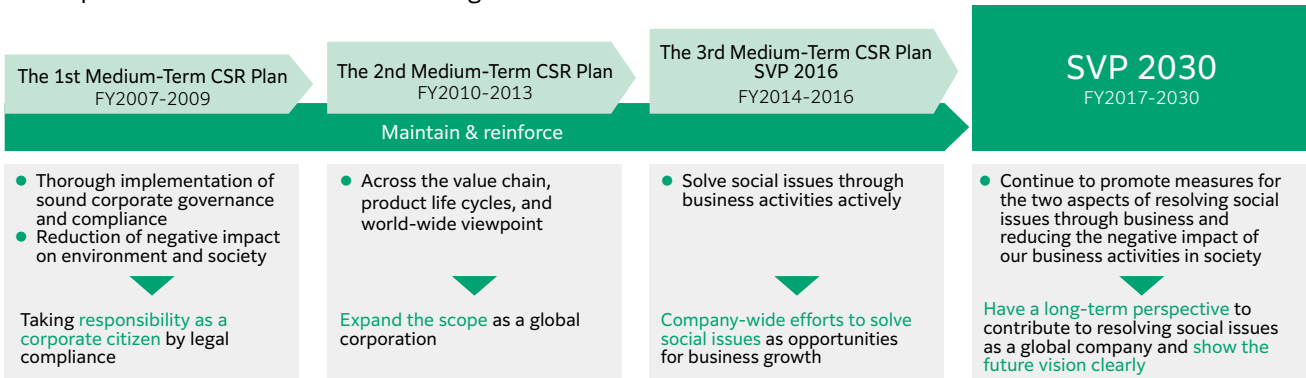 The 1st Medium-Term CSR Plan
FY2007-2009
The 2nd Medium-Term CSR Plan
FY2010-2013
The 3rd Medium-Term CSR Plan
SVP 2016
FY2014-2016
SVP 2030
FY2017-2030
Maintain & reinforce
● Thorough implementation of
sound corporate governance
and compliance
● Reduction of negative impact
on environment and society
Taking responsibility as a
corporate citizen by legal
compliance
● Across the value chain,
product life cycles, and
world-wide viewpoint
Expand the scope as a global
corporation
● Solve social issues through
business activities actively
Company-wide efforts to solve
social issues as opportunities
for business growth
● Continue to promote measures for
the two aspects of resolving social
issues through business and
reducing the negative impact of
our business activities in society
Have a long-term perspective to
contribute to resolving social issues
as a global company and show the
future vision clearly